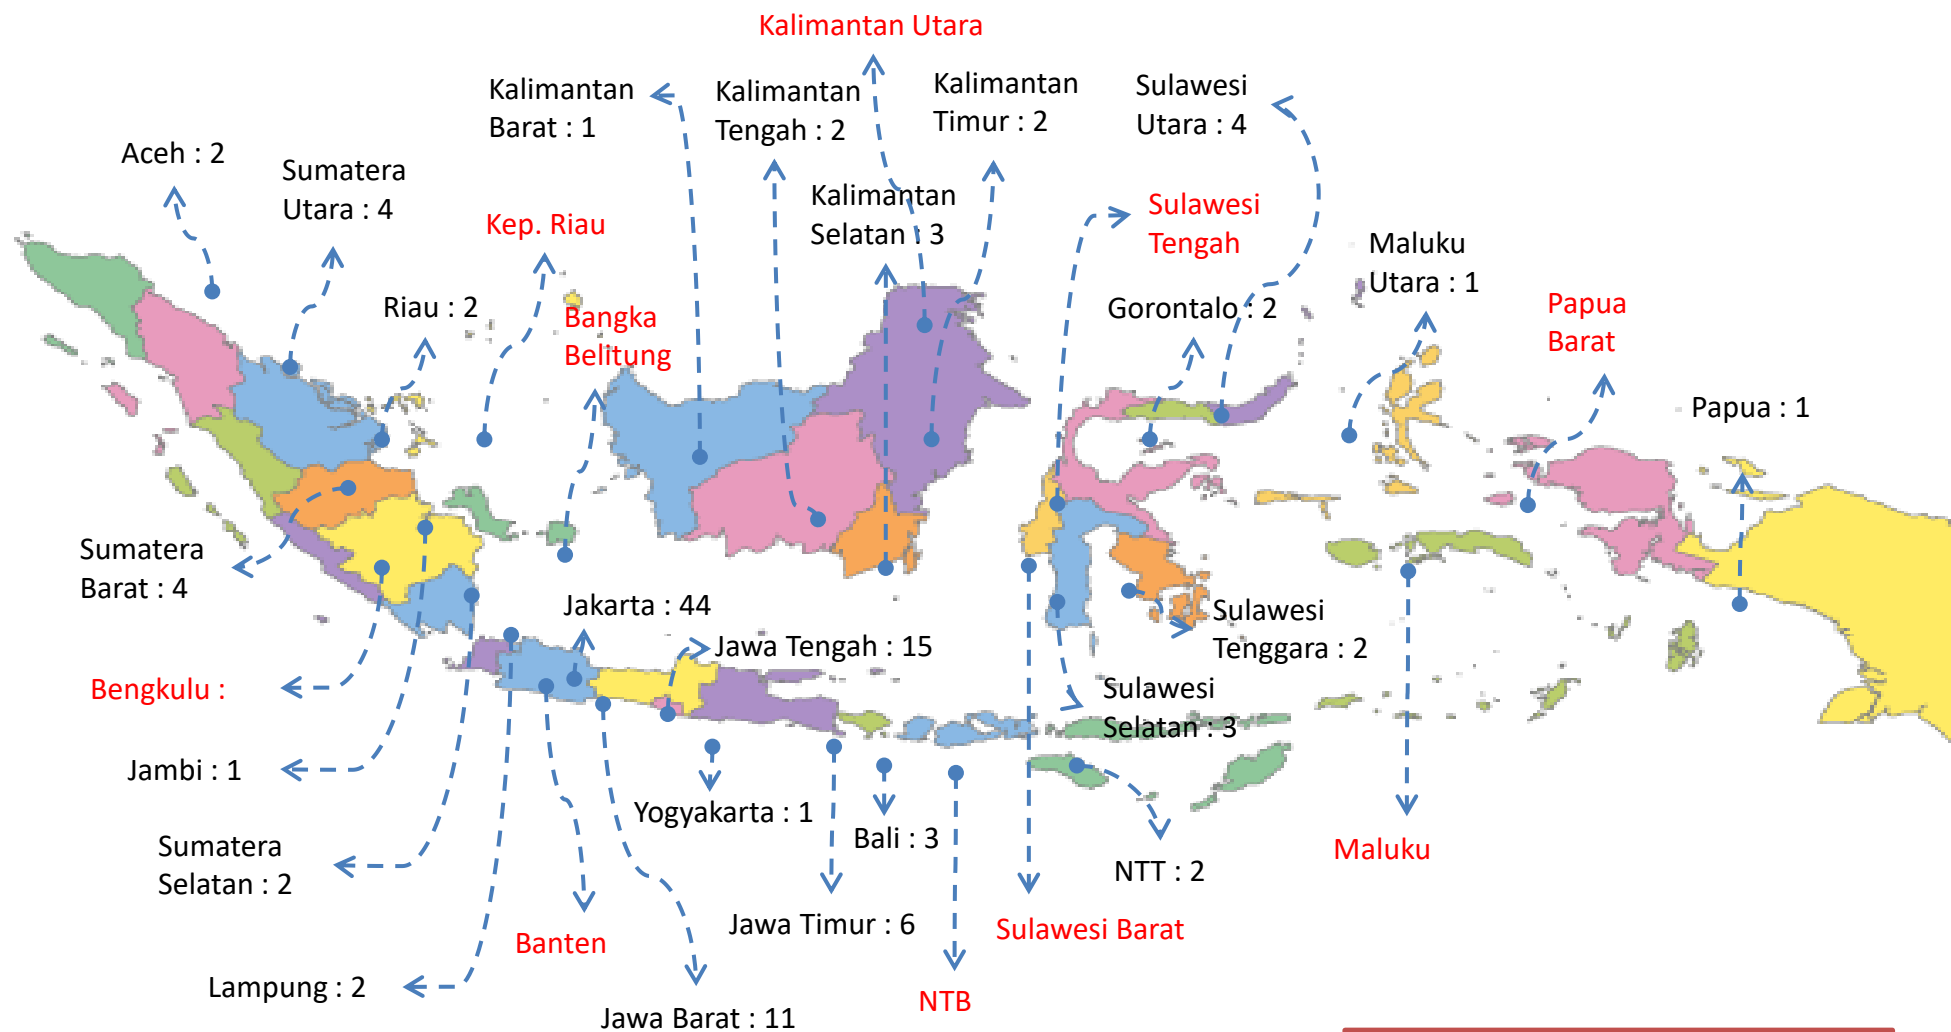 Kalimantan Utara
Kalimantan
Barat : 1
Kalimantan
Tengah : 2
Kalimantan
Timur : 2
Sulawesi
Utara : 4
Aceh : 2
Sumatera
Utara : 4
Kep. Riau
Kalimantan
Selatan : 3
Sulawesi
Tengah
Maluku
Utara : 1
Riau : 2
Bangka
Belitung
Gorontalo : 2
Papua
Barat
Papua : 1
Sumatera
Barat : 4
Jakarta : 44
Jawa Tengah : 15
Sulawesi
Tenggara : 2
Bengkulu :
Sulawesi
Selatan : 3
Jambi : 1
Yogyakarta : 1
Bali : 3
Sumatera
Selatan : 2
NTT : 2
Maluku
Jawa Timur : 6
Banten
Sulawesi Barat
Lampung : 2
NTB
Jawa Barat : 11